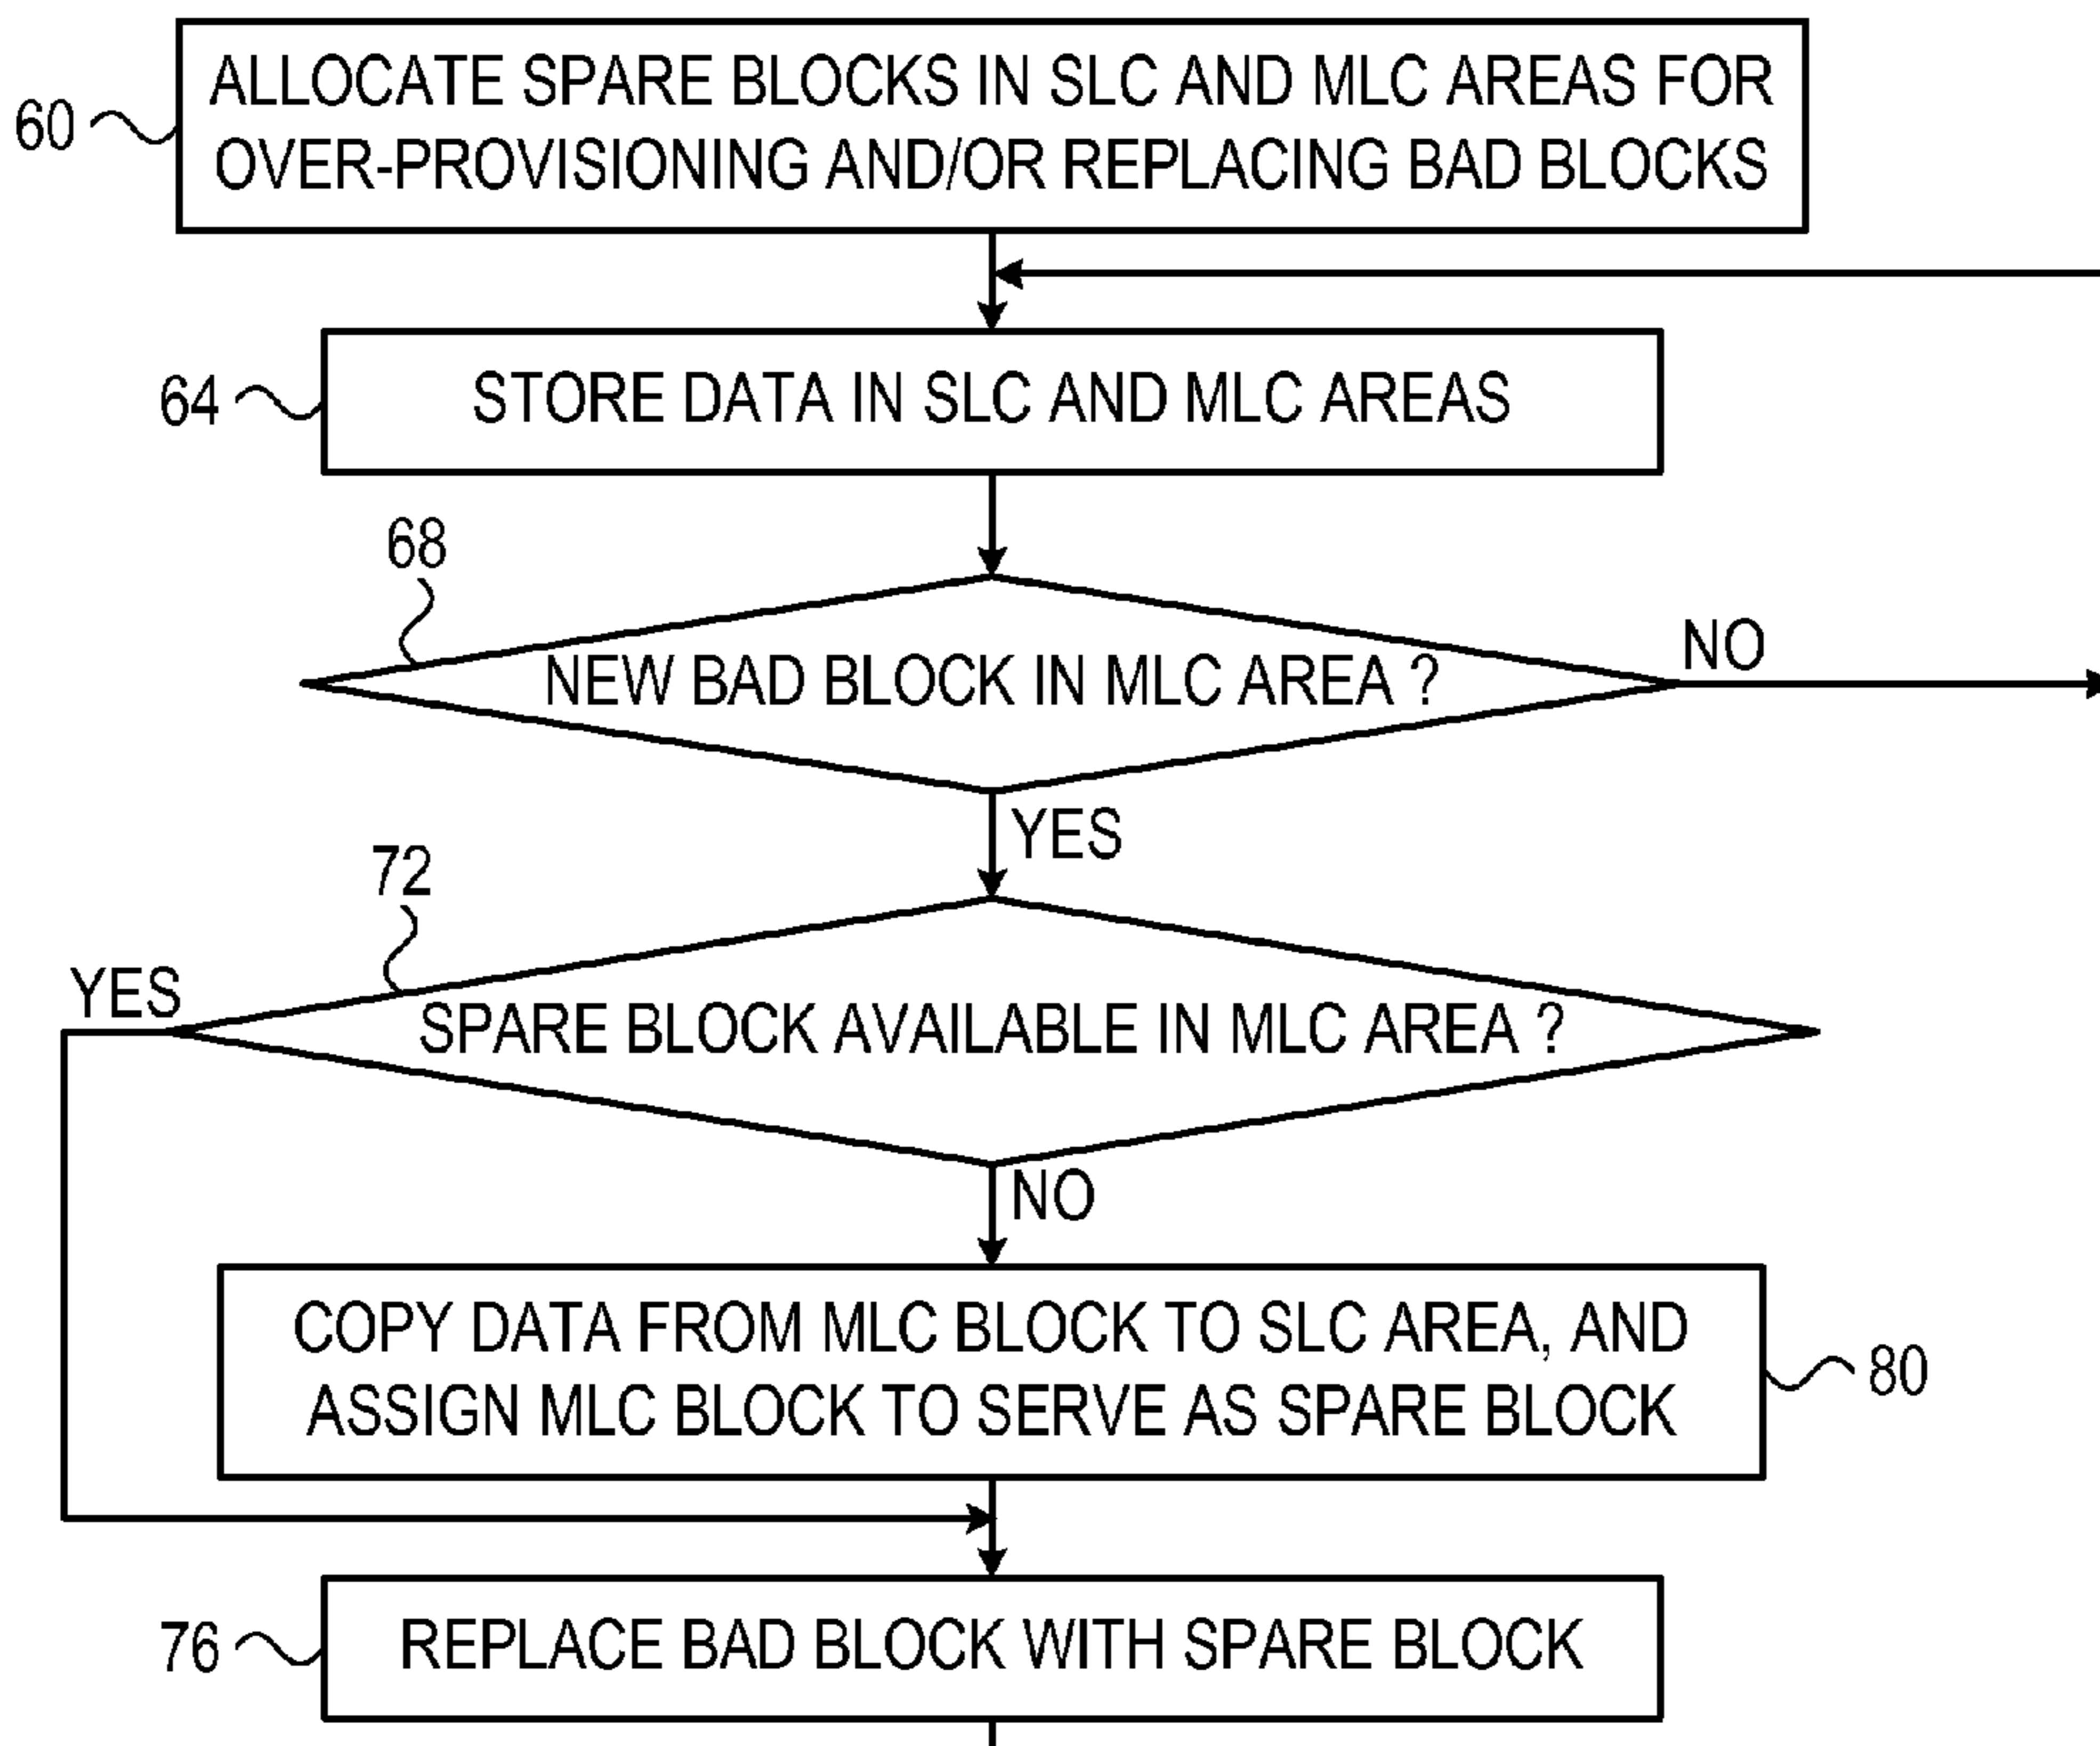 ALLOCATE SPARE BLOCKS IN SLC AND MLC AREAS FOR
OVER-PROVISIONING AND/OR REPLACING BAD BLOCKS
60
STORE DATA IN SLC AND MLC AREAS
64
68
NEW BAD BLOCK IN MLC AREA ?
NO
YES
72
YES
SPARE BLOCK AVAILABLE IN MLC AREA ?
NO
COPY DATA FROM MLC BLOCK TO SLC AREA, AND
ASSIGN MLC BLOCK TO SERVE AS SPARE BLOCK
80
76
REPLACE BAD BLOCK WITH SPARE BLOCK